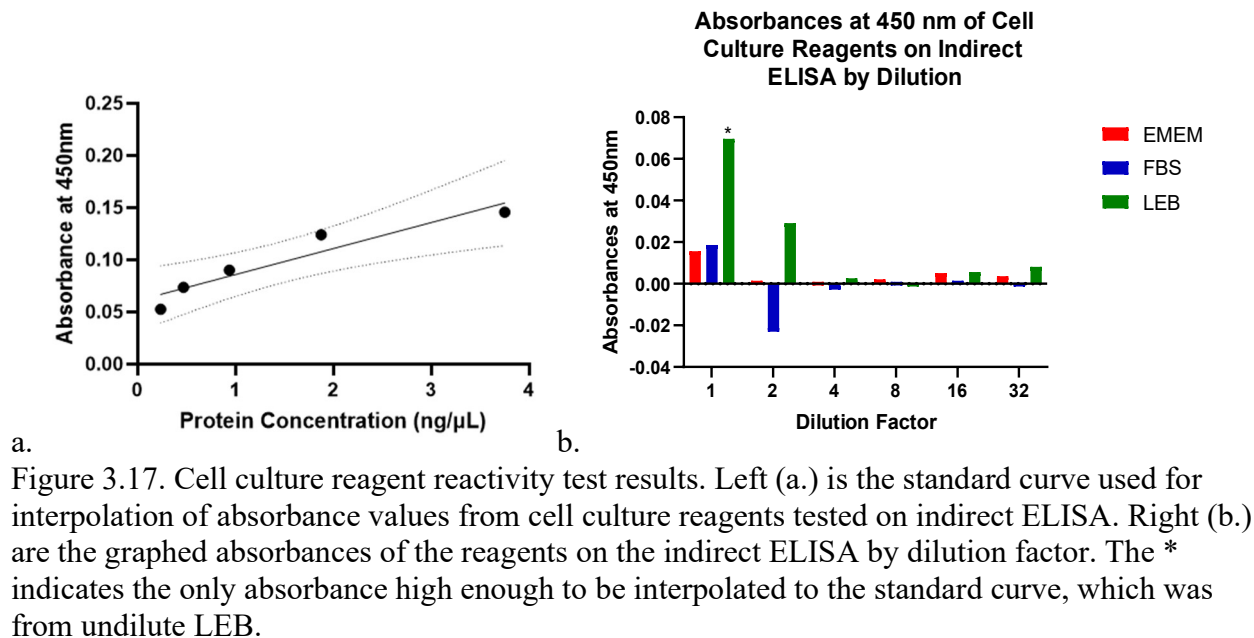 Absorbances at 450 nm of Cell
Culture Reagents on Indirect
ELISA by Dilution
0.25
0.20
0.15
0.10
0.05
0.00
Absorbance at 450nm
0
1
2
3
4
Protein Concentration (ng/µL)
a.
0.08
0.06
0.04
0.02
0.00
-0.02
-0.04
Absorbances at 450nm
*
1
2
4
8
16
32
Dilution Factor
EMEM
FBS
LEB
b.
Figure 3.17. Cell culture reagent reactivity test results. Left (a.) is the standard curve used for
interpolation of absorbance values from cell culture reagents tested on indirect ELISA. Right (b.)
are the graphed absorbances of the reagents on the indirect ELISA by dilution factor. The *
indicates the only absorbance high enough to be interpolated to the standard curve, which was
from undilute LEB.